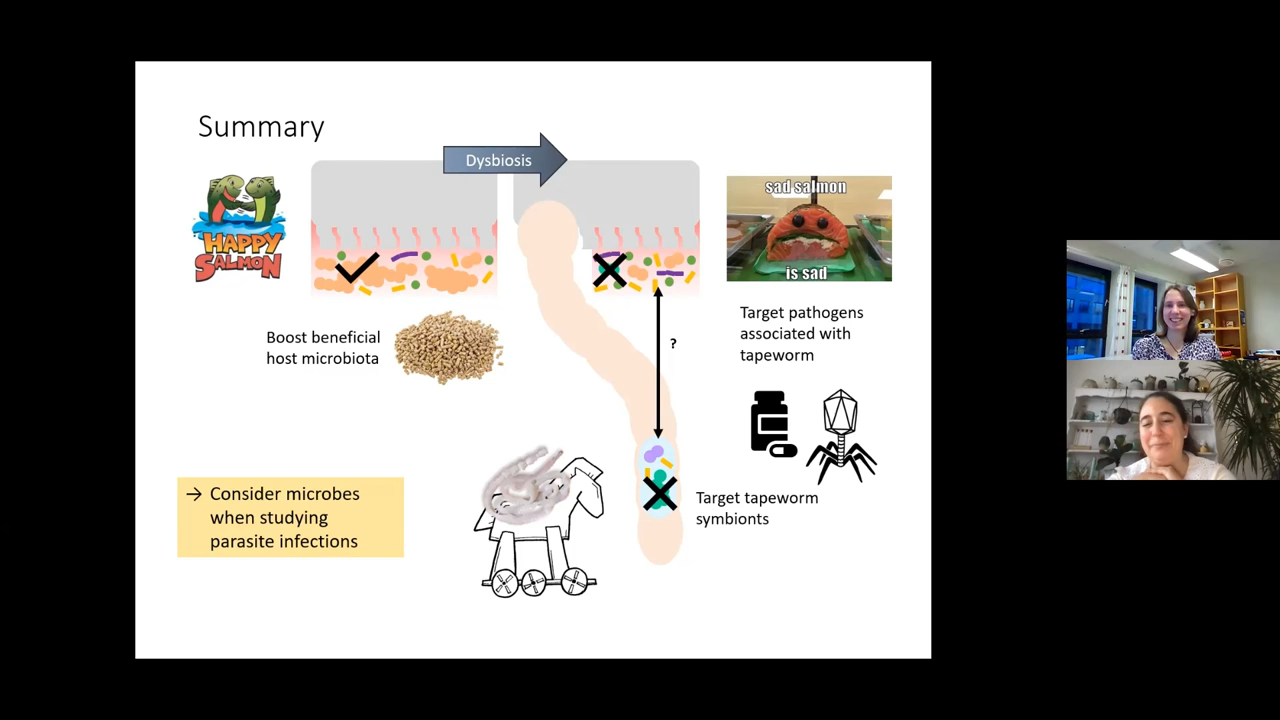 Summary
Dysbiosis
HAPPY
SALMON
sad salmon
is sad
Boost beneficial
host microbiota
?
Target pathogens
associated with
tapeworm
Target tapeworm
symbionts
→ Consider microbes
when studying
parasite infections